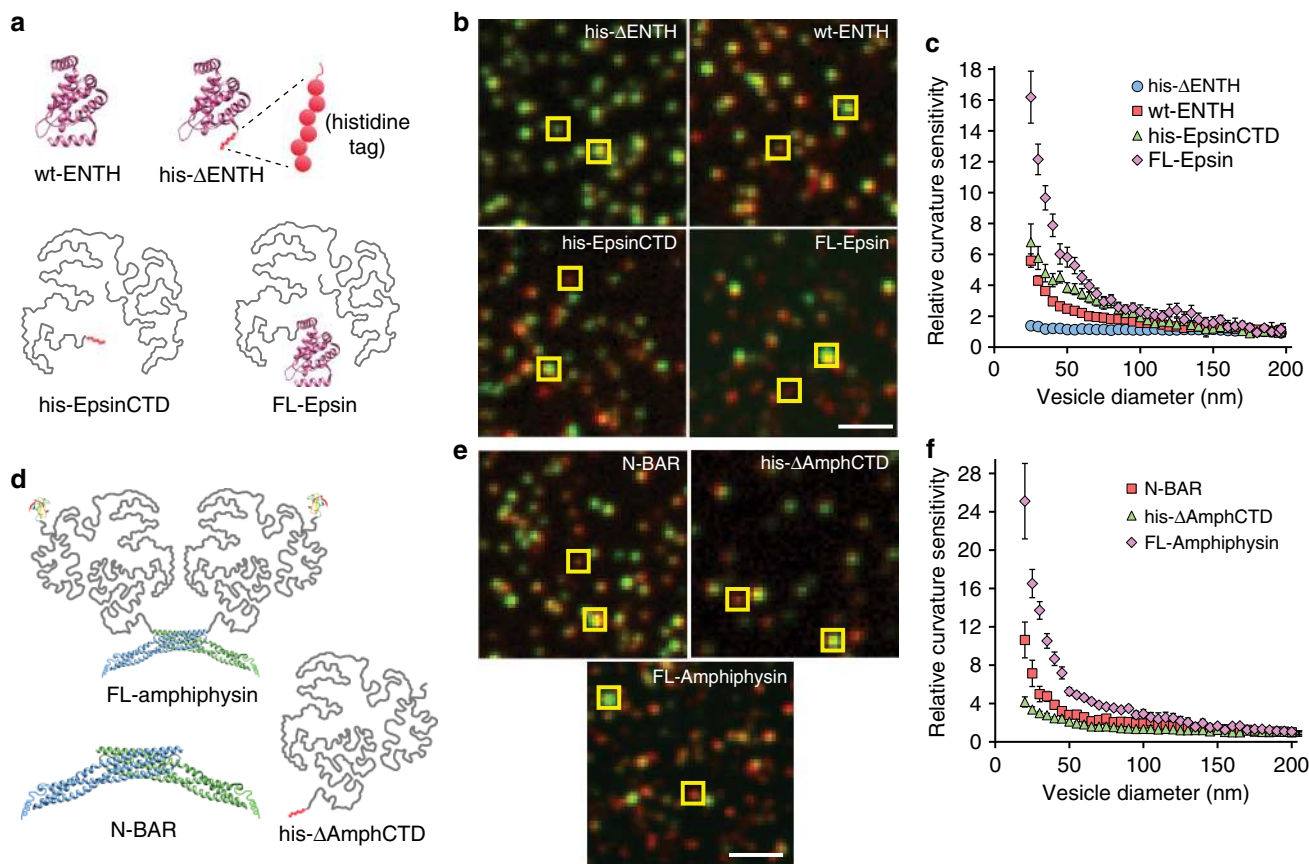 a
wt-ENTH
his-ΔENTH
(histidine
tag)
his-EpsinCTD
FL-Epsin
b
his-ΔENTH
wt-ENTH
his-EpsinCTD
FL-Epsin
c
Relative curvature sensitivity
18
16
14
12
10
8
6
4
2
0
his-ΔENTH
wt-ENTH
his-EpsinCTD
FL-Epsin
0 50 100 150 200
Vesicle diameter (nm)
d
FL-amphiphysin
N-BAR
his-ΔAmphCTD
e
N-BAR
his-ΔAmphCTD
FL-Amphiphysin
f
Relative curvature sensitivity
28
24
20
16
12
8
4
0
N-BAR
his-ΔAmphCTD
FL-Amphiphysin
0 50 100 150 200
Vesicle diameter (nm)